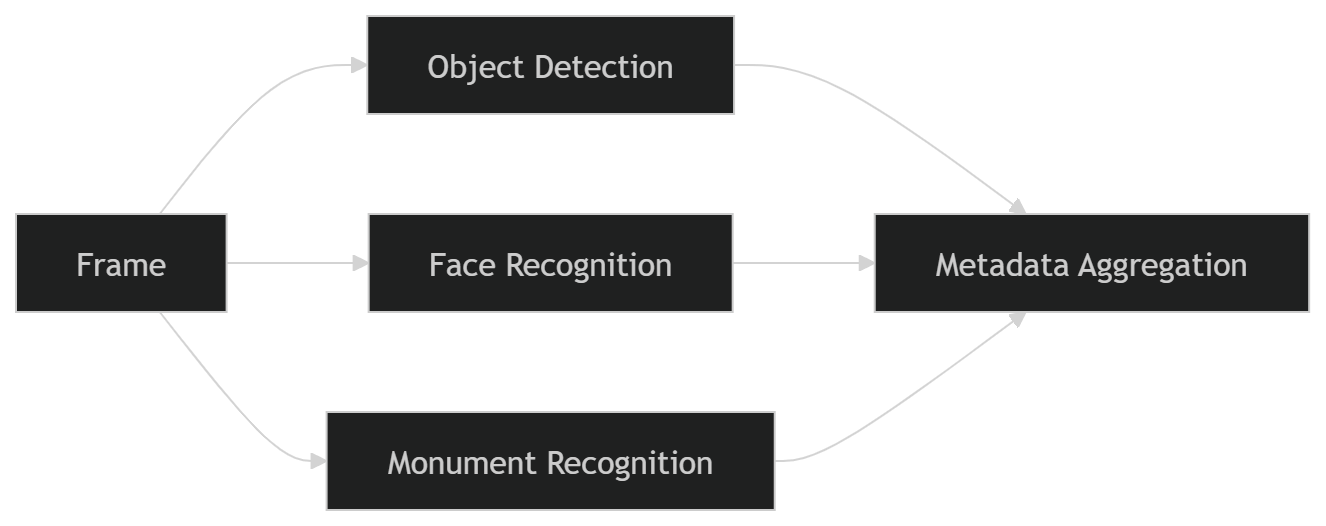 Object Detection
Frame
Face Recognition
Metadata Aggregation
Monument Recognition